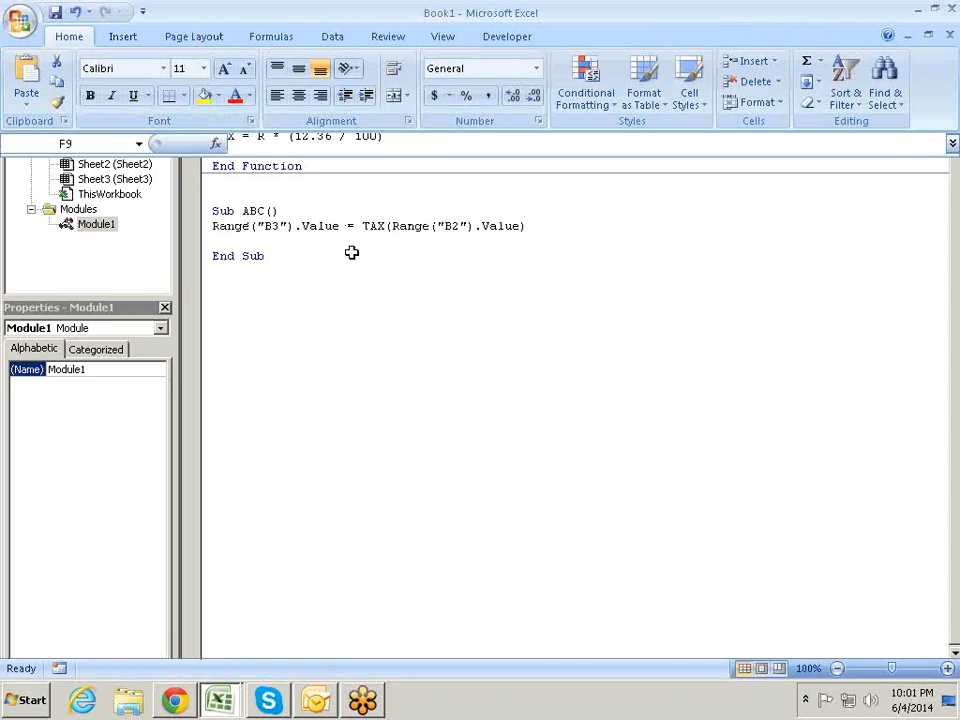 Book1 - Microsoft Excel
Home Insert Page Layout Formulas Data Review View Developer
Paste
Clipboard
Calibri 11
B I U
Font
Alignment
General
$ % ,
Number
Conditional Formatting
Format as Table
Cell Styles
Styles
Insert
Delete
Format
Cells
Σ
Sort & Filter
Find & Select
Editing
F9
fx
X = R * (12.36 / 100)
End Function
Sheet2 (Sheet2)
Sheet3 (Sheet3)
ThisWorkbook
Modules
Module1
Sub ABC()
Range("B3").Value = TAX(Range("B2").Value)
End Sub
Properties - Module1
Module1 Module
Alphabetic Categorized
(Name) Module1
Ready
100%
Start
10:01 PM
6/4/2014